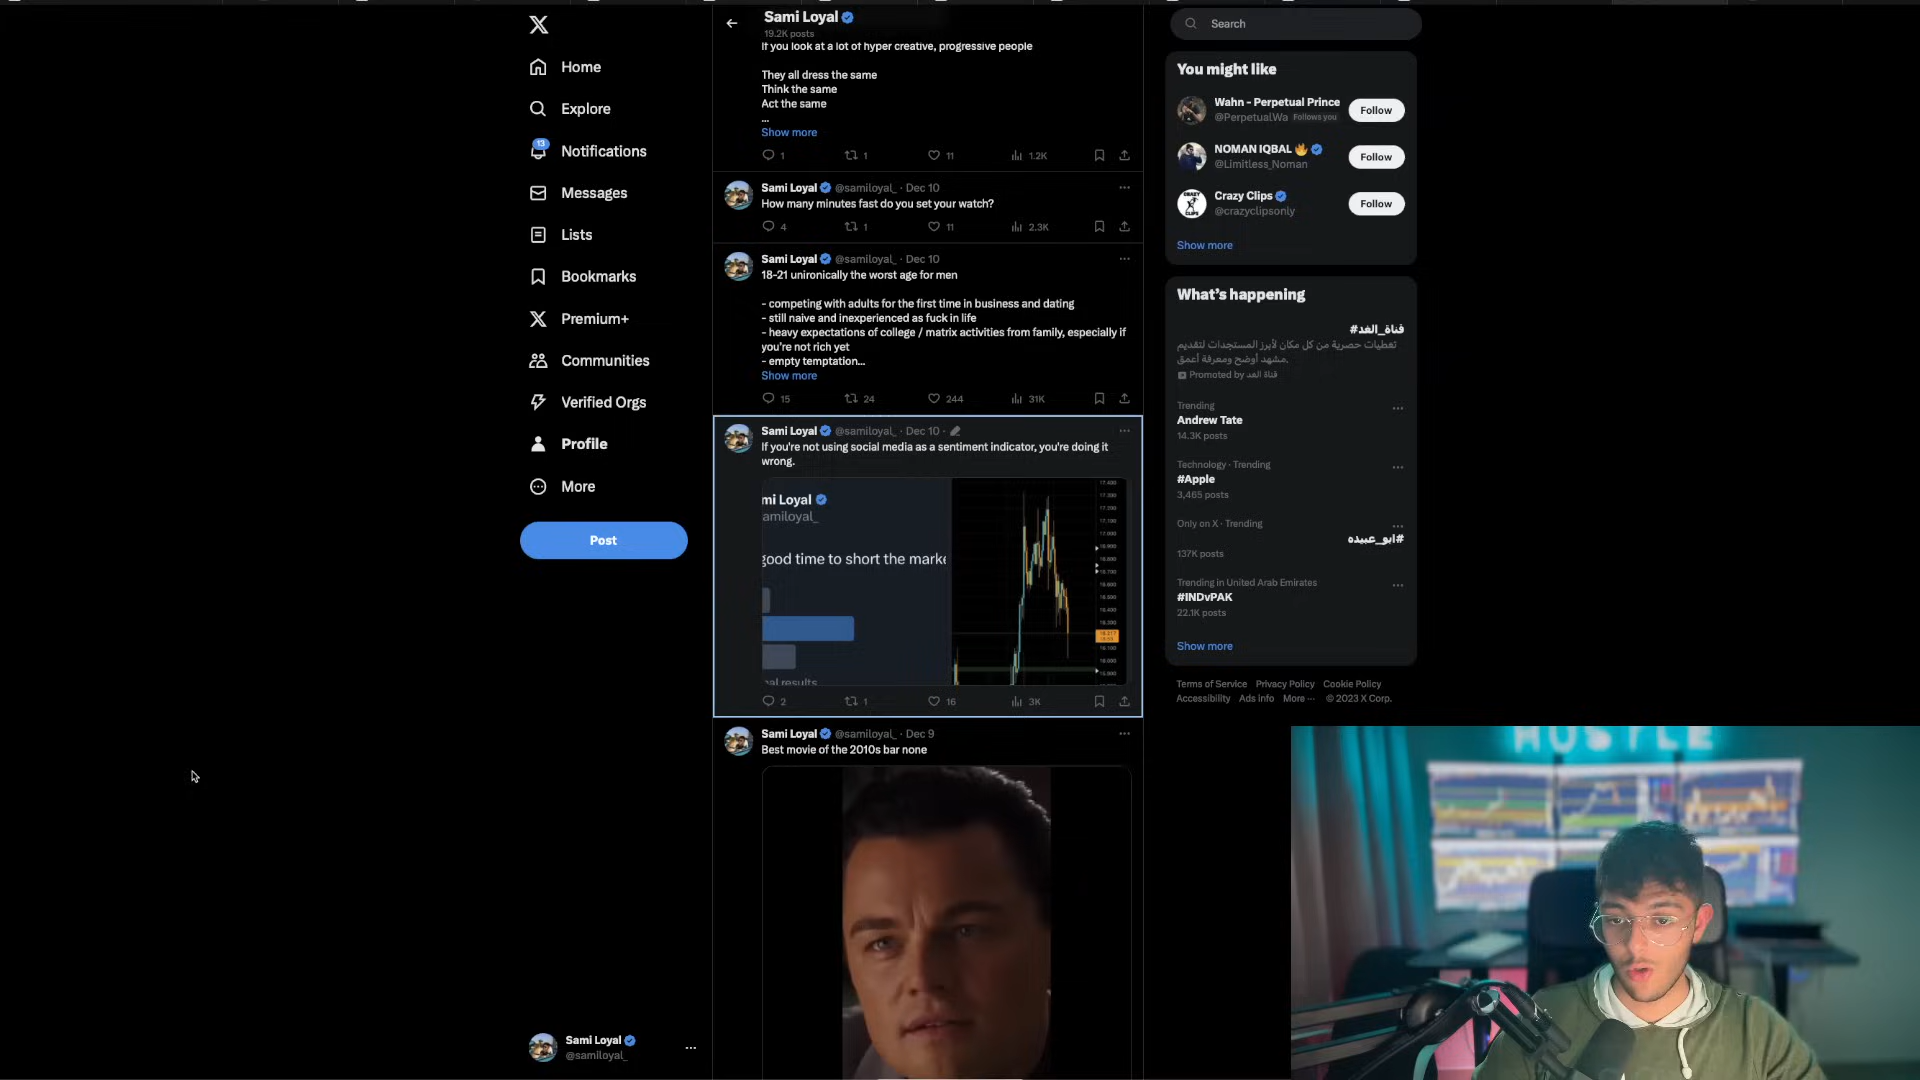 Home
Explore
13
Notifications
Messages
Lists
Bookmarks
Premium+
Communities
Verified Orgs
Profile
More
Post
Sami Loyal
@samiloyal_
Sami Loyal
19.2K posts
If you look at a lot of hyper creative, progressive people
They all dress the same
Think the same
Act the same
...
Show more
1 1 11 1.2K
Sami Loyal @samiloyal_ · Dec 10
How many minutes fast do you set your watch?
4 1 11 2.3K
Sami Loyal @samiloyal_ · Dec 10
18-21 unironically the worst age for men
- competing with adults for the first time in business and dating
- still naive and inexperienced as fuck in life
- heavy expectations of college / matrix activities from family, especially if
you're not rich yet
- empty temptation...
Show more
15 24 244 31K
Sami Loyal @samiloyal_ · Dec 10 ·
If you're not using social media as a sentiment indicator, you're doing it
wrong.
mi Loyal
amiloyal_
good time to short the marke
nal results
2 1 16 3K
Sami Loyal @samiloyal_ · Dec 9
Best movie of the 2010s bar none
Search
You might like
Wahn - Perpetual Prince
@PerpetualWa Follows you
Follow
NOMAN IQBAL 🔥
@Limitless_Noman
Follow
Crazy Clips
@crazyclipsonly
Follow
Show more
What's happening
#قناة_الغد
تغطيات حصرية من كل مكان لأبرز المستجدات لتقديم
مشهد أوضح ومعرفة أعمق.
Promoted by قناة الغد
Trending
Andrew Tate
14.3K posts
Technology · Trending
#Apple
3,465 posts
Only on X · Trending
#ابو_عبيده
137K posts
Trending in United Arab Emirates
#INDvPAK
22.1K posts
Show more
Terms of Service Privacy Policy Cookie Policy
Accessibility Ads info More ··· © 2023 X Corp.
HUSTLE